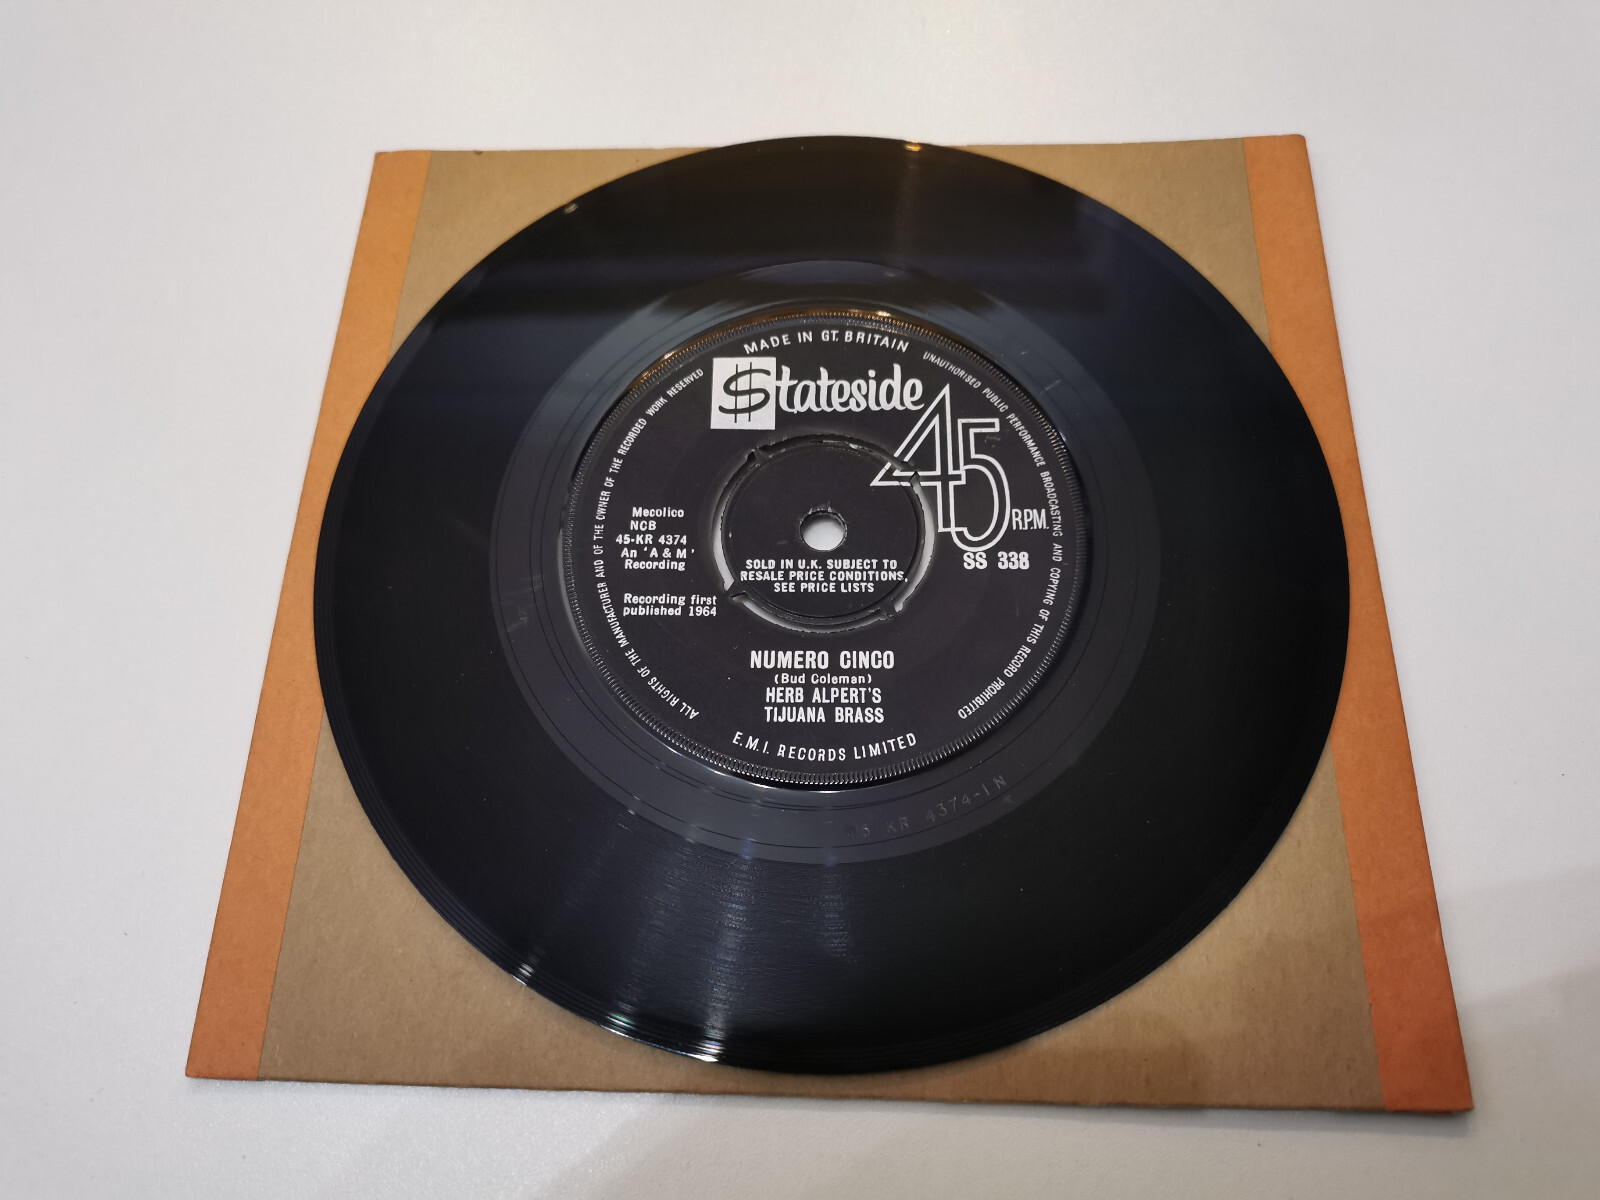 MADE IN GT. BRITAIN
$tateside
45
R.P.M.
SS 338
Mecolico
NCB
45-KR 4374
An 'A & M'
Recording
Recording first
published 1964
SOLD IN U.K. SUBJECT TO
RESALE PRICE CONDITIONS,
SEE PRICE LISTS
NUMERO CINCO
(Bud Coleman)
HERB ALPERT'S
TIJUANA BRASS
E.M.I. RECORDS LIMITED
ALL RIGHTS OF THE MANUFACTURER AND OF THE OWNER OF THE RECORDED WORK RESERVED
UNAUTHORISED PUBLIC PERFORMANCE BROADCASTING AND COPYING OF THIS RECORD PROHIBITED
45 KR 4374-1N